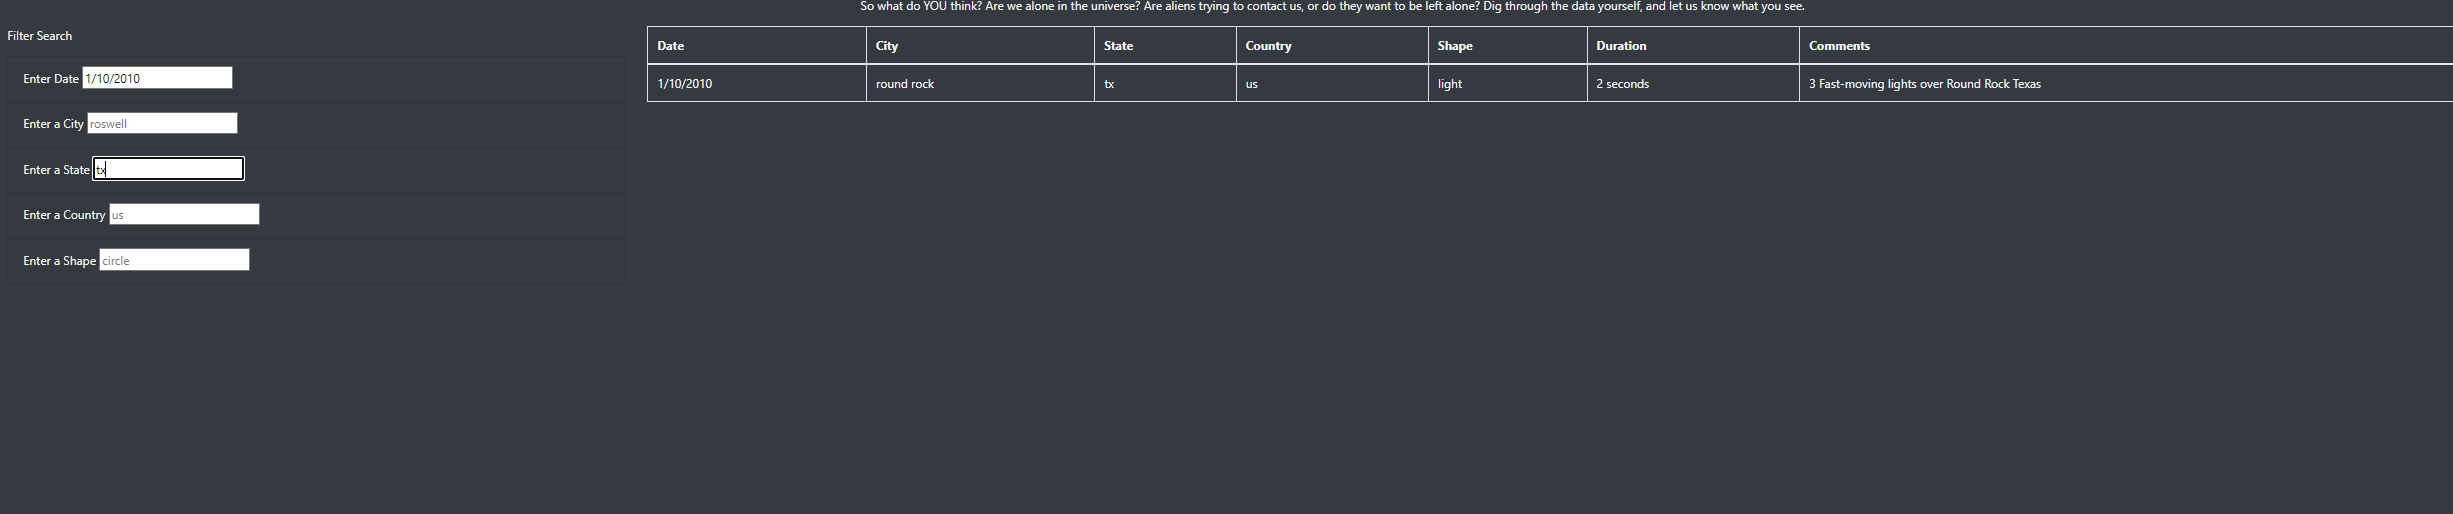 So what do YOU think? Are we alone in the universe? Are aliens trying to contact us, or do they want to be left alone? Dig through the data yourself, and let us know what you see.
Filter Search
Enter Date 1/10/2010
Enter a City roswell
Enter a State tx
Enter a Country us
Enter a Shape circle
Date City State Country Shape Duration Comments
1/10/2010 round rock tx us light 2 seconds 3 Fast-moving lights over Round Rock Texas